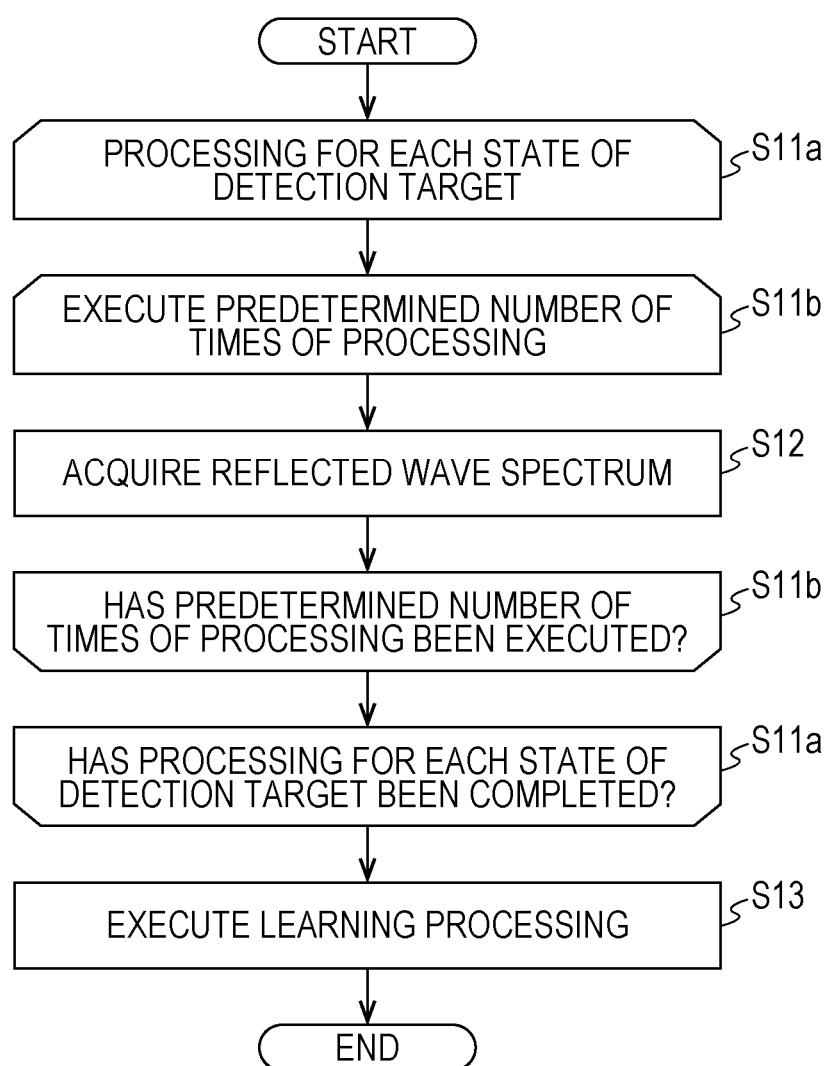 START
PROCESSING FOR EACH STATE OF
DETECTION TARGET
S11a
EXECUTE PREDETERMINED NUMBER OF
TIMES OF PROCESSING
S11b
ACQUIRE REFLECTED WAVE SPECTRUM
S12
HAS PREDETERMINED NUMBER OF
TIMES OF PROCESSING BEEN EXECUTED?
S11b
HAS PROCESSING FOR EACH STATE OF
DETECTION TARGET BEEN COMPLETED?
S11a
EXECUTE LEARNING PROCESSING
S13
END